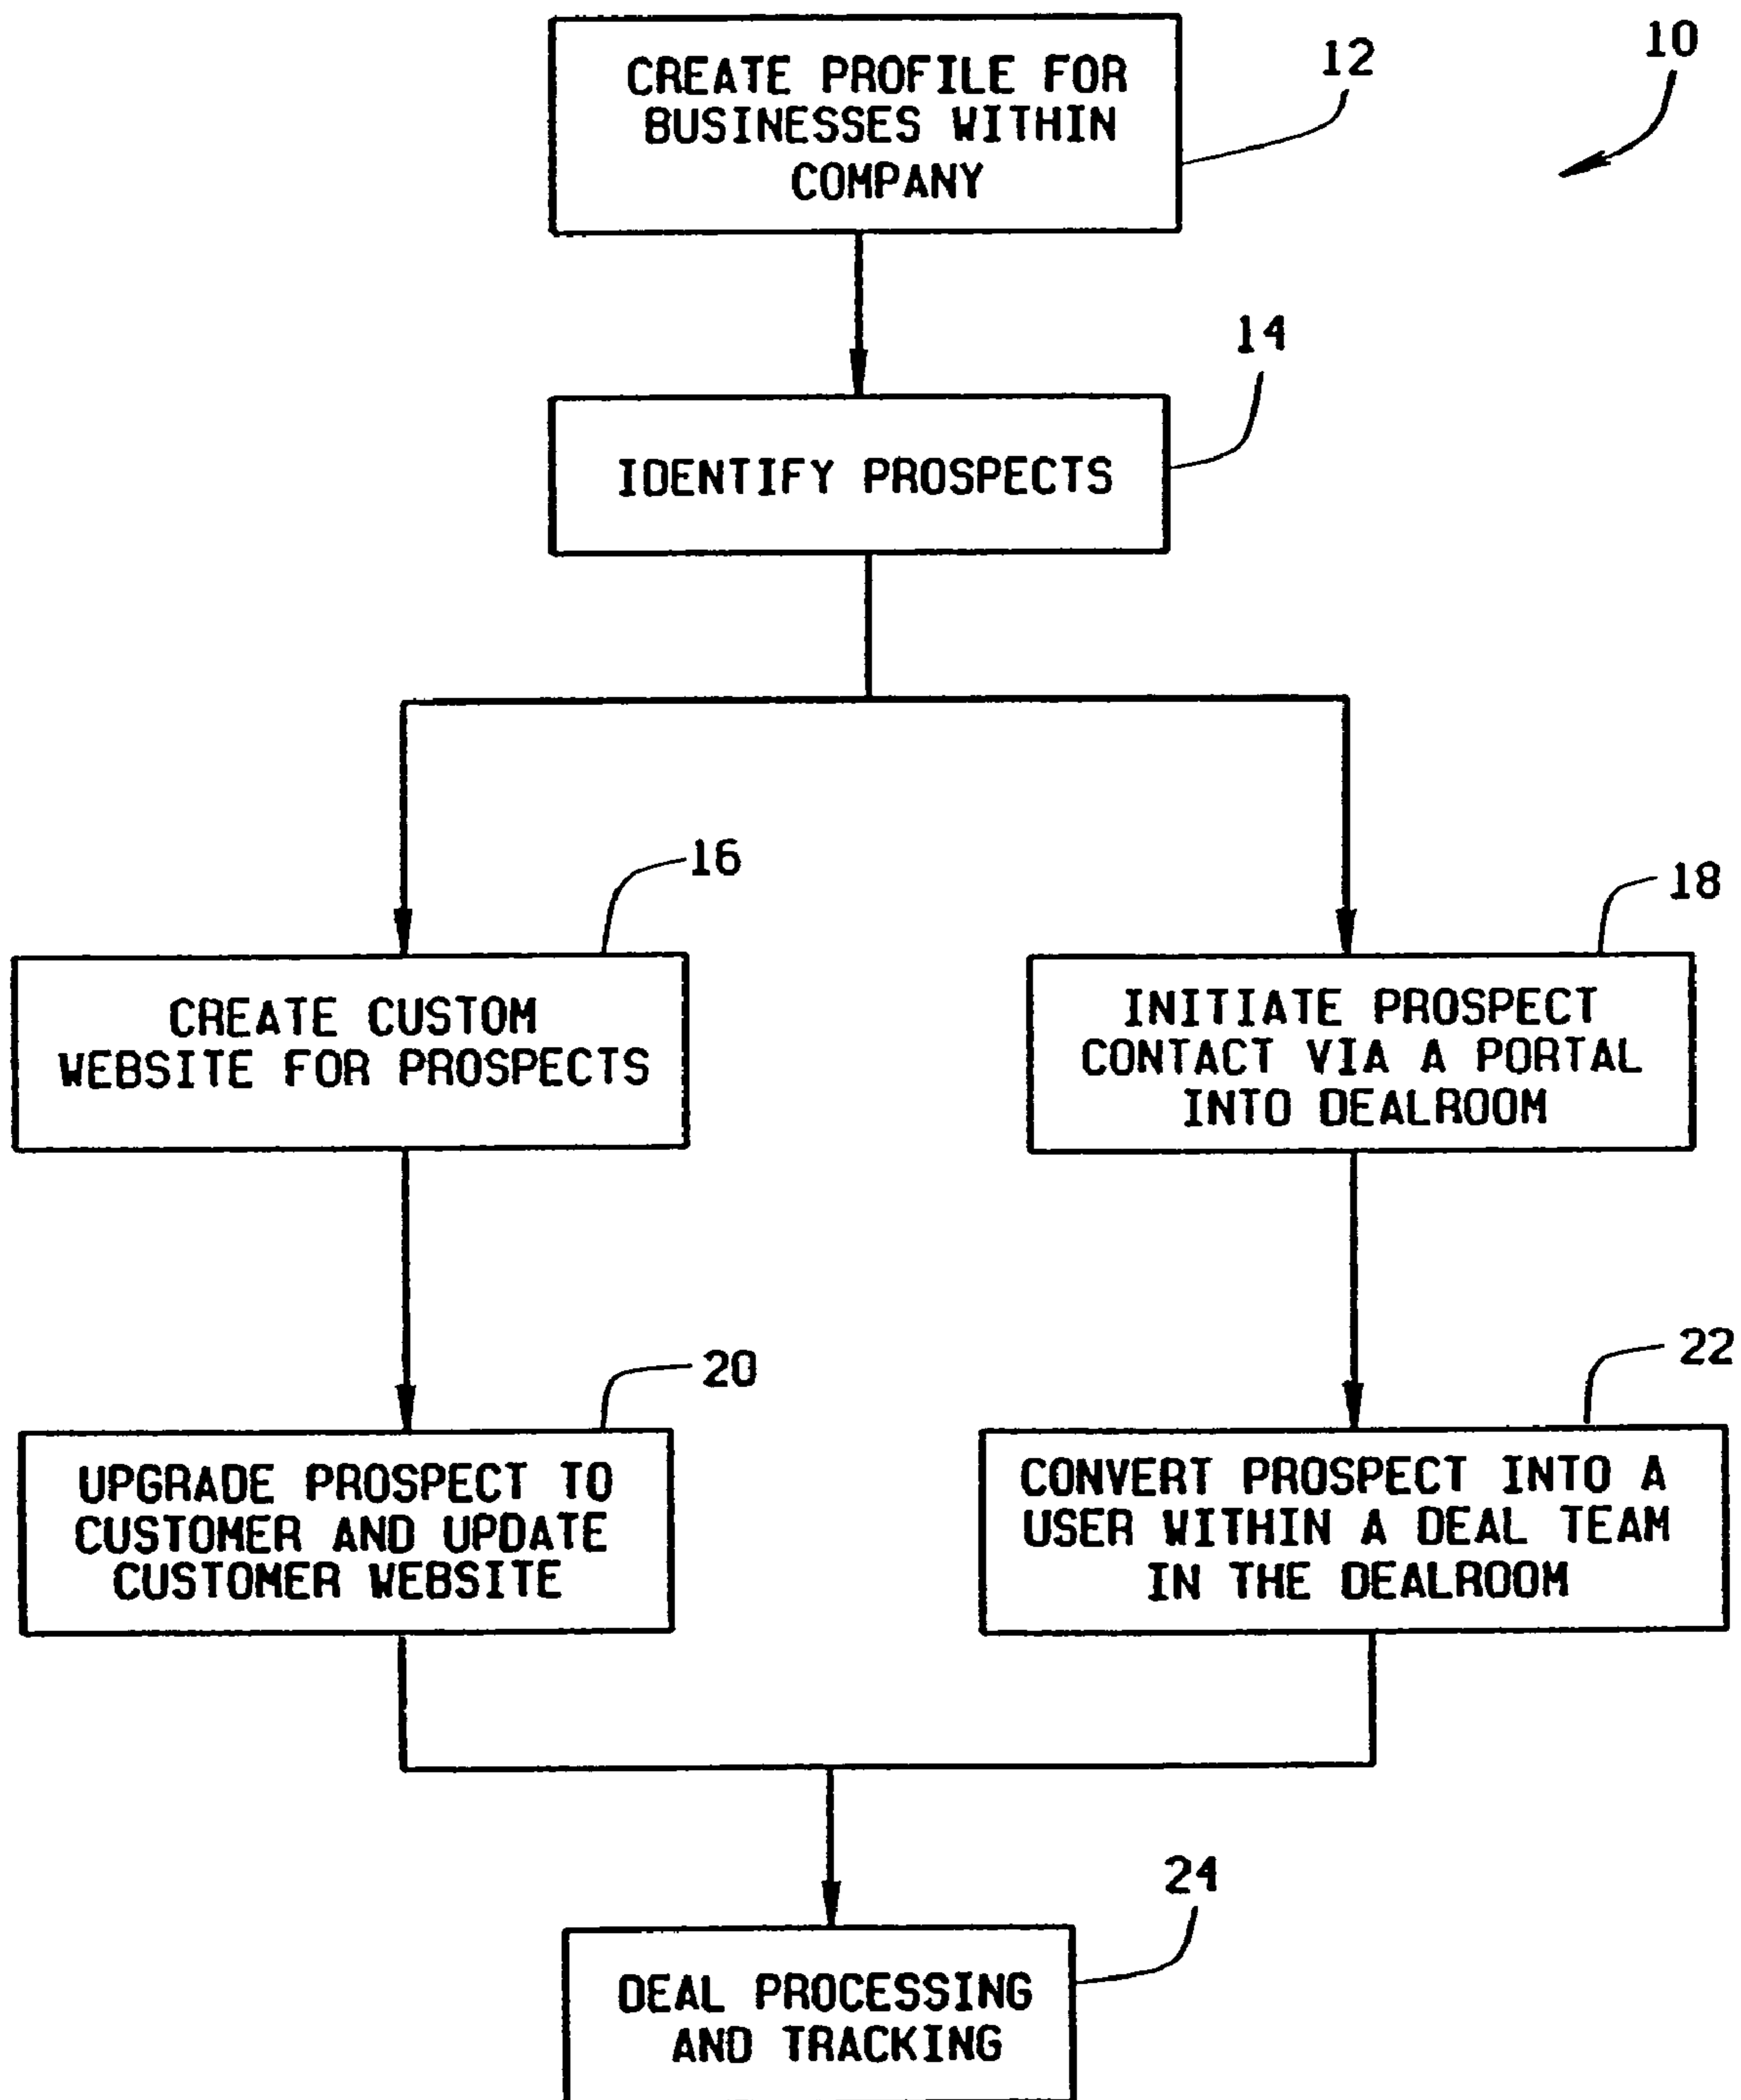 CREATE PROFILE FOR
BUSINESSES WITHIN
COMPANY
12
10
IDENTIFY PROSPECTS
14
CREATE CUSTOM
WEBSITE FOR PROSPECTS
16
INITIATE PROSPECT
CONTACT VIA A PORTAL
INTO DEALROOM
18
UPGRADE PROSPECT TO
CUSTOMER AND UPDATE
CUSTOMER WEBSITE
20
CONVERT PROSPECT INTO A
USER WITHIN A DEAL TEAM
IN THE DEALROOM
22
DEAL PROCESSING
AND TRACKING
24